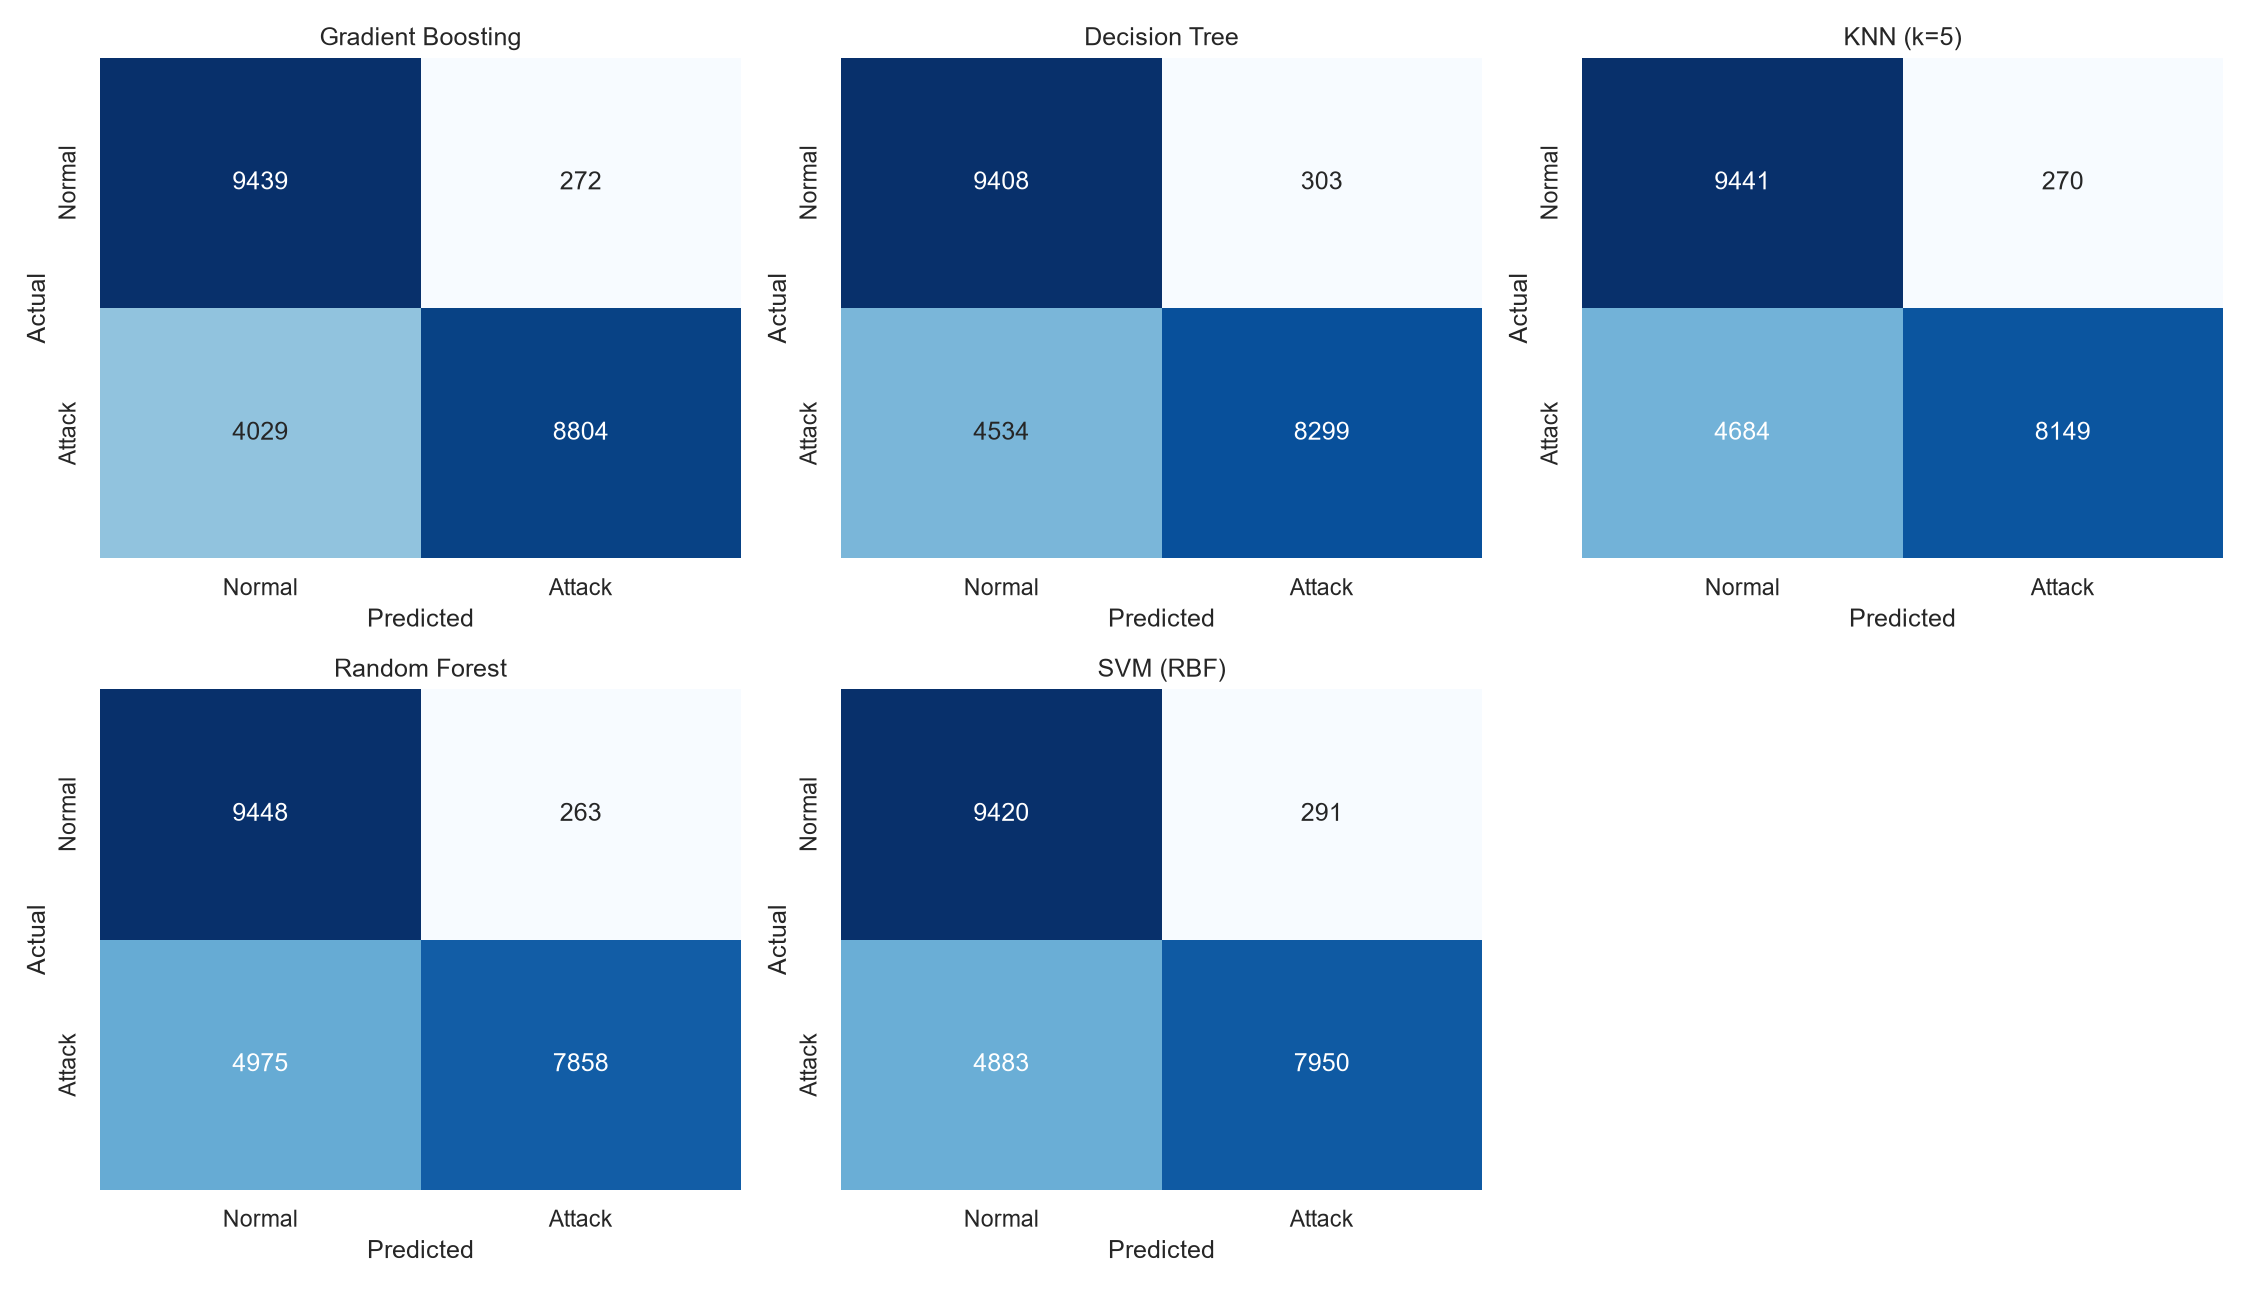 Gradient Boosting
9439
272
4029
8804
Normal
Attack
Actual
Normal
Attack
Predicted
Decision Tree
9408
303
4534
8299
Normal
Attack
Actual
Normal
Attack
Predicted
KNN (k=5)
9441
270
4684
8149
Normal
Attack
Actual
Normal
Attack
Predicted
Random Forest
9448
263
4975
7858
Normal
Attack
Actual
Normal
Attack
Predicted
SVM (RBF)
9420
291
4883
7950
Normal
Attack
Actual
Normal
Attack
Predicted